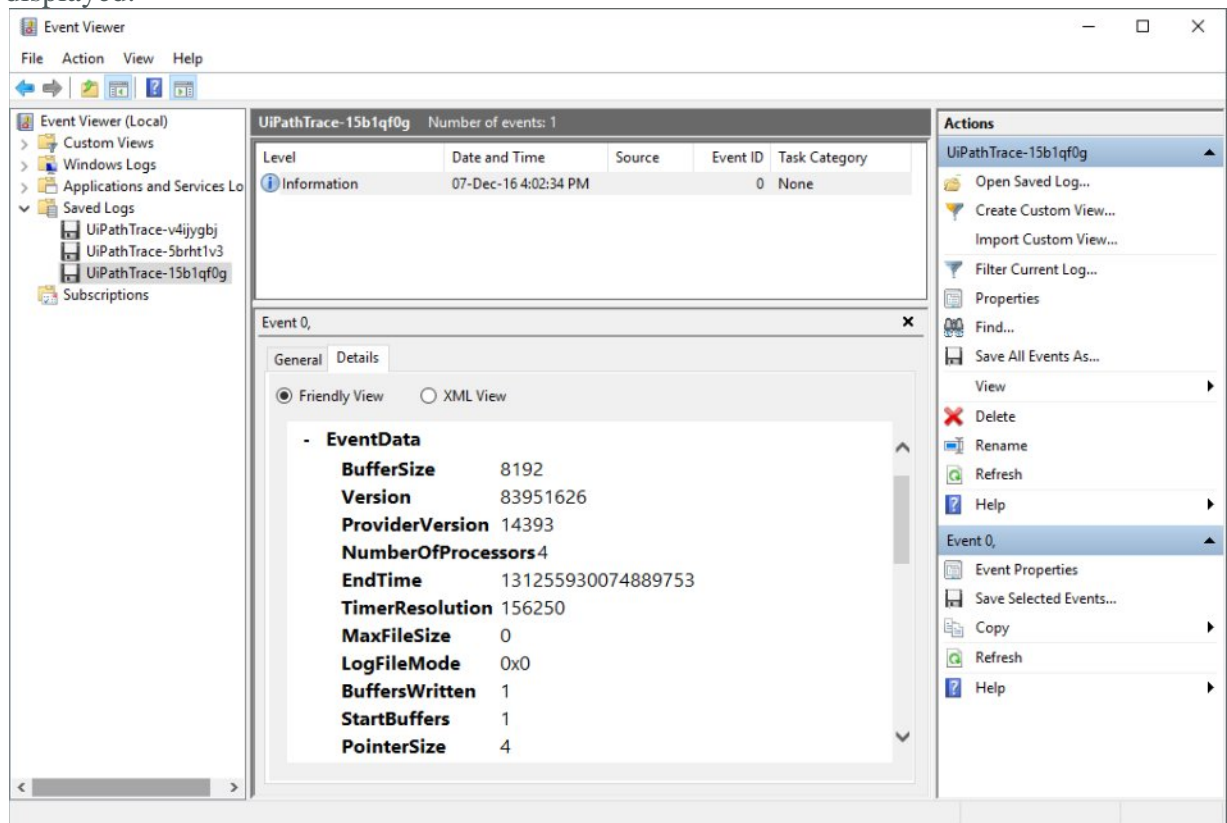 displayed.
Event Viewer
File Action View Help
Event Viewer (Local)
Custom Views
Windows Logs
Applications and Services Lo
Saved Logs
UiPathTrace-v4ijygbj
UiPathTrace-5brht1v3
UiPathTrace-15b1qf0g
Subscriptions
UiPathTrace-15b1qf0g Number of events: 1
Level Date and Time Source Event ID Task Category
Information 07-Dec-16 4:02:34 PM 0 None
Event 0,
General Details
Friendly View XML View
- EventData
BufferSize 8192
Version 83951626
ProviderVersion 14393
NumberOfProcessors 4
EndTime 131255930074889753
TimerResolution 156250
MaxFileSize 0
LogFileMode 0x0
BuffersWritten 1
StartBuffers 1
PointerSize 4
Actions
UiPathTrace-15b1qf0g
Open Saved Log...
Create Custom View...
Import Custom View...
Filter Current Log...
Properties
Find...
Save All Events As...
View
Delete
Rename
Refresh
Help
Event 0,
Event Properties
Save Selected Events...
Copy
Refresh
Help